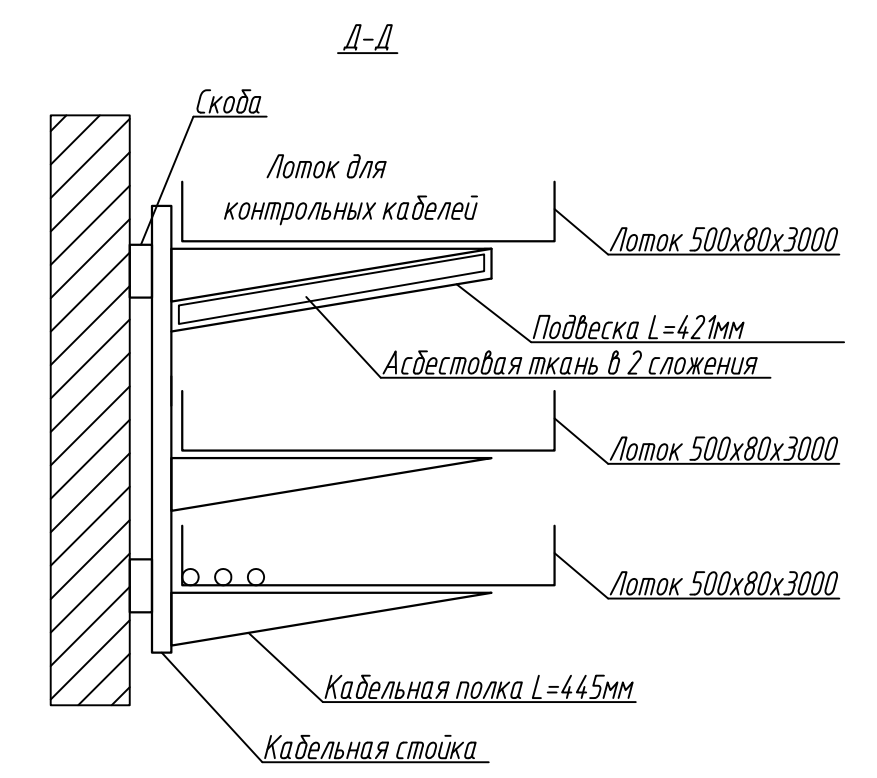 Д-Д
Скоба
Лоток для
контрольных кабелей
Лоток 500х80х3000
Подвеска L=421мм
Асбестовая ткань в 2 сложения
Лоток 500х80х3000
Лоток 500х80х3000
Кабельная полка L=445мм
Кабельная стойка